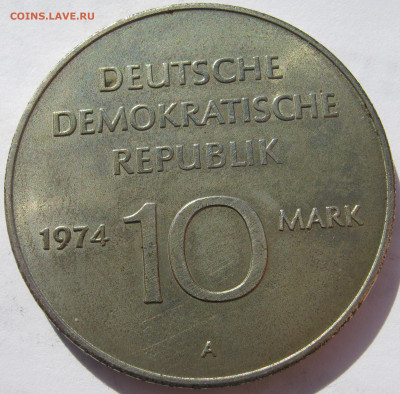 COINS.LAVE.RU
DEUTSCHE
DEMOKRATISCHE
REPUBLIK
1974 10 MARK
A